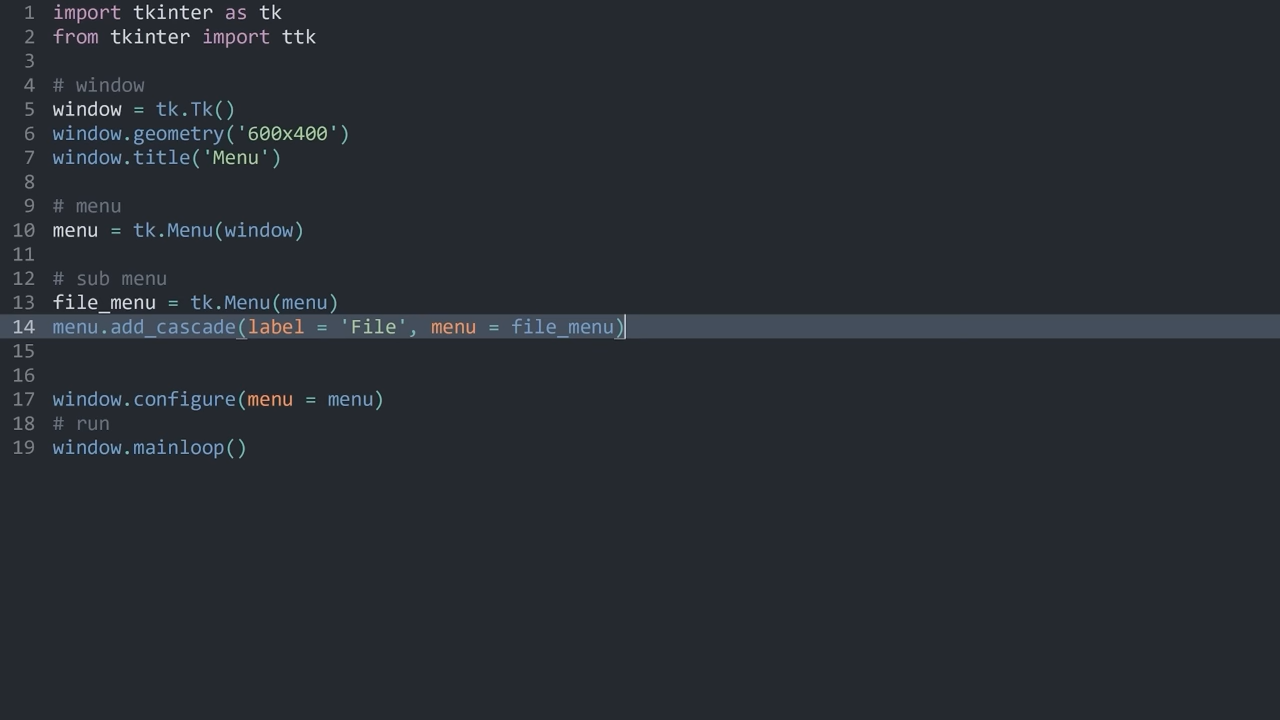 1 import tkinter as tk
2 from tkinter import ttk
3
4 # window
5 window = tk.Tk()
6 window.geometry('600x400')
7 window.title('Menu')
8
9 # menu
10 menu = tk.Menu(window)
11
12 # sub menu
13 file_menu = tk.Menu(menu)
14 menu.add_cascade(label = 'File', menu = file_menu)
15
16
17 window.configure(menu = menu)
18 # run
19 window.mainloop()